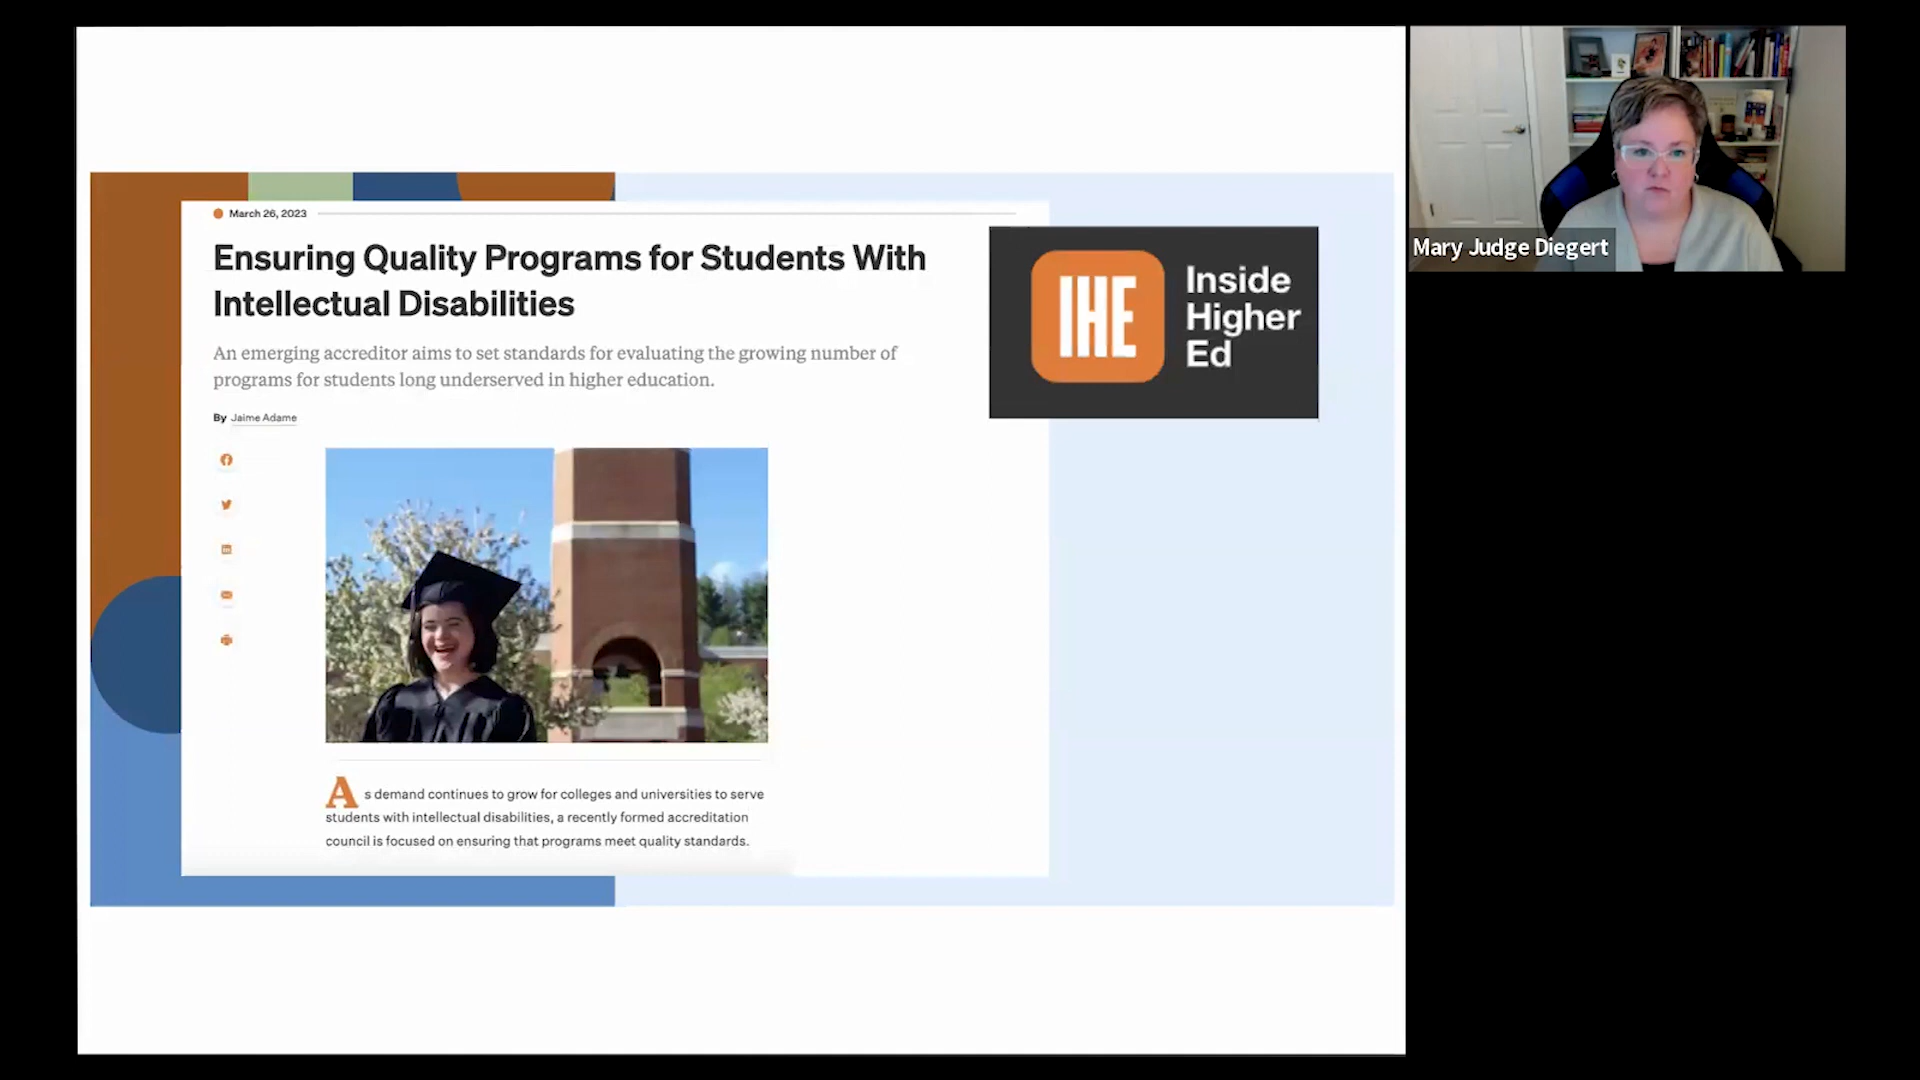 March 26, 2023
Ensuring Quality Programs for Students With
Intellectual Disabilities
An emerging accreditor aims to set standards for evaluating the growing number of
programs for students long underserved in higher education.
By Jaime Adame
As demand continues to grow for colleges and universities to serve
students with intellectual disabilities, a recently formed accreditation
council is focused on ensuring that programs meet quality standards.
IHE
Inside
Higher
Ed
Mary Judge Diegert